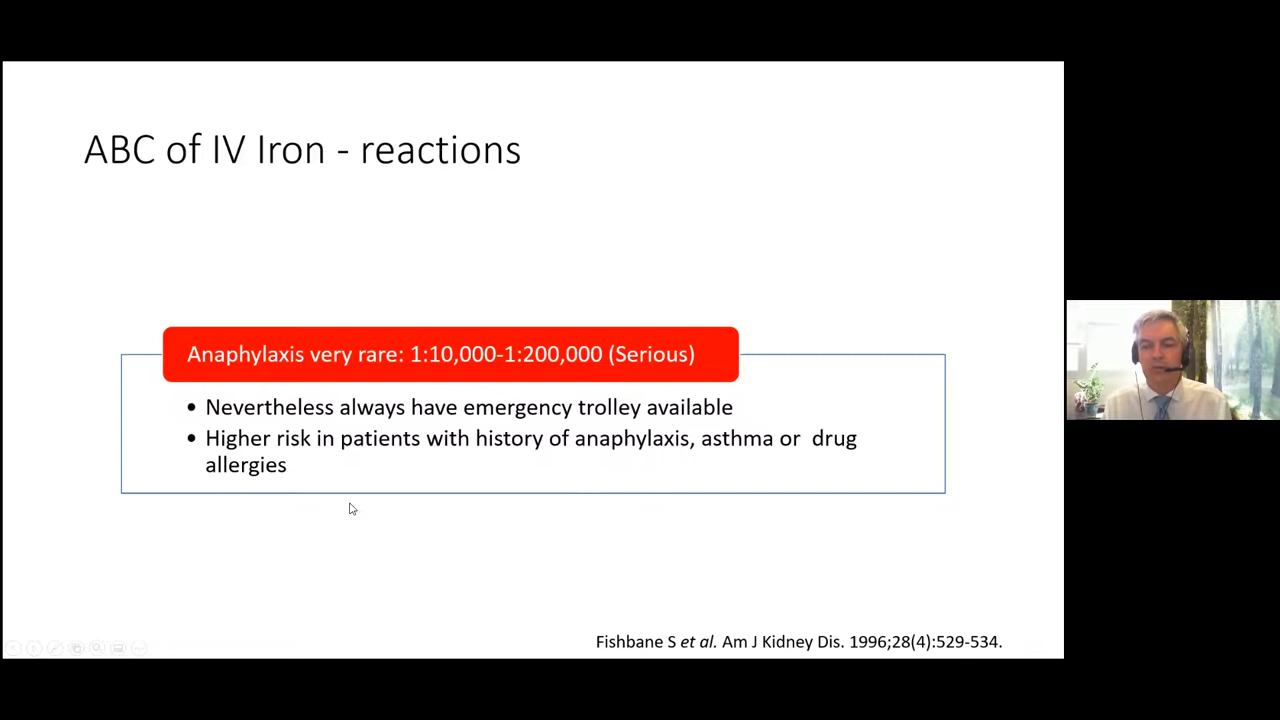 ABC of IV Iron - reactions
Anaphylaxis very rare: 1:10,000-1:200,000 (Serious)
• Nevertheless always have emergency trolley available
• Higher risk in patients with history of anaphylaxis, asthma or drug
allergies
Fishbane S et al. Am J Kidney Dis. 1996;28(4):529-534.